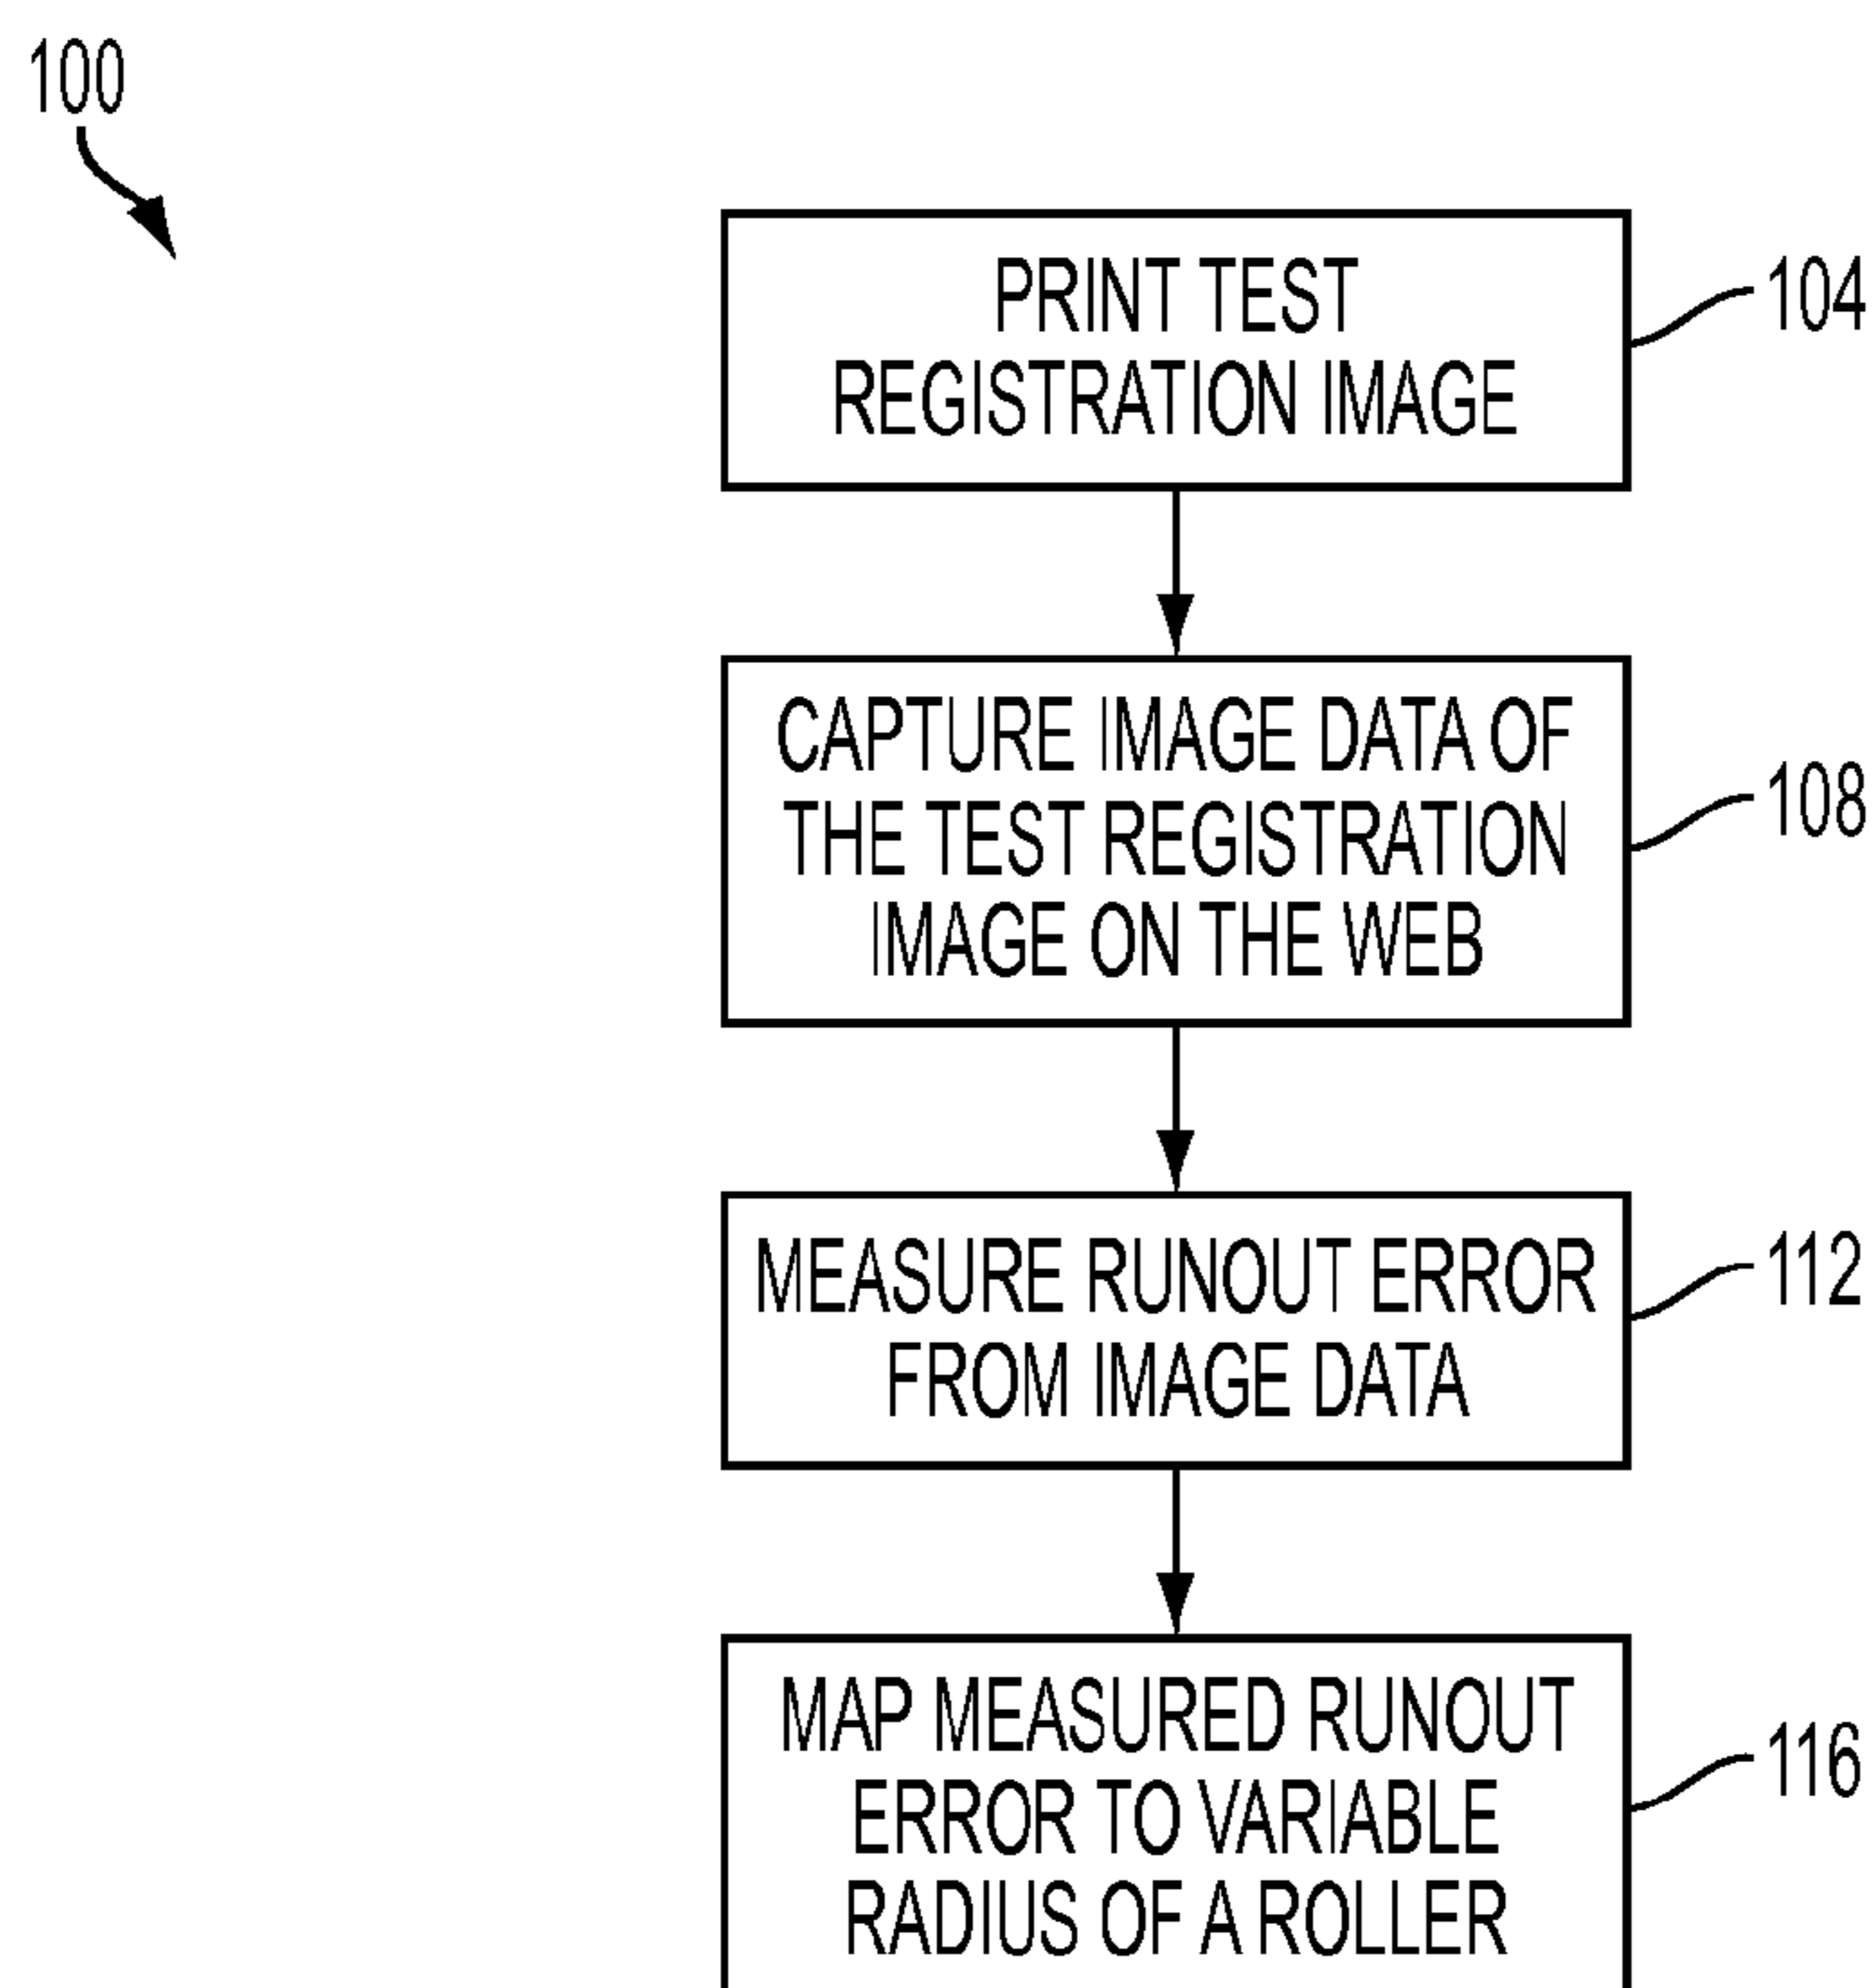 100
PRINT TEST
REGISTRATION IMAGE
104
CAPTURE IMAGE DATA OF
THE TEST REGISTRATION
IMAGE ON THE WEB
108
MEASURE RUNOUT ERROR
FROM IMAGE DATA
112
MAP MEASURED RUNOUT
ERROR TO VARIABLE
RADIUS OF A ROLLER
116